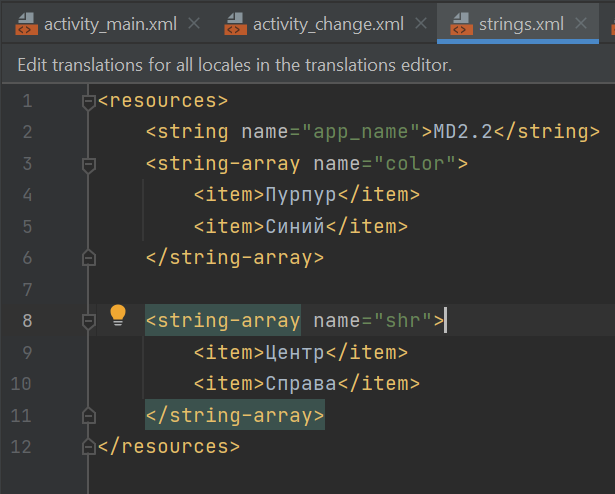 activity_main.xml activity_change.xml strings.xml
Edit translations for all locales in the translations editor.
1 <resources>
2 <string name="app_name">MD2.2</string>
3 <string-array name="color">
4 <item>Пурпур</item>
5 <item>Синий</item>
6 </string-array>
7
8 <string-array name="shr">
9 <item>Центр</item>
10 <item>Справа</item>
11 </string-array>
12 </resources>